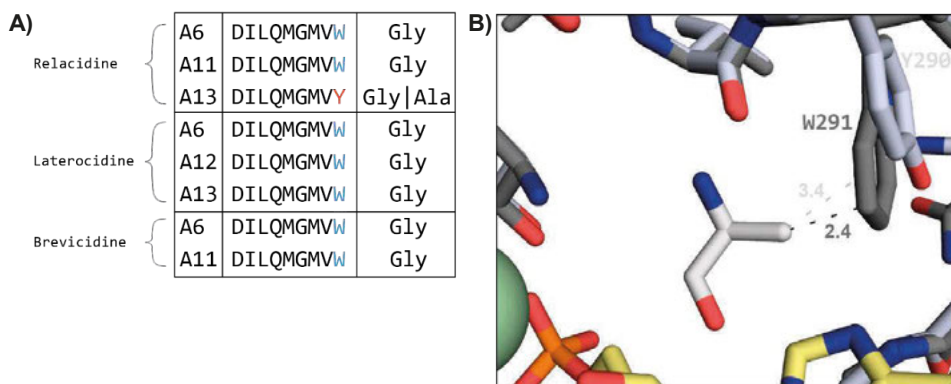 A)
Relacidine
A6 DILQMGMVW Gly
A11 DILQMGMVW Gly
A13 DILQMGMVY Gly|Ala
Laterocidine
A6 DILQMGMVW Gly
A12 DILQMGMVW Gly
A13 DILQMGMVW Gly
Brevicidine
A6 DILQMGMVW Gly
A11 DILQMGMVW Gly
B)
Y290
W291
3.4
2.4